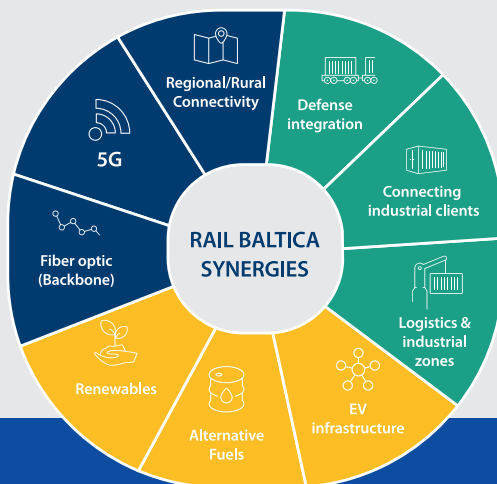 Regional/Rural
Connectivity
Defense
integration
Connecting
industrial clients
Logistics &
industrial
zones
EV
infrastructure
Alternative
Fuels
Renewables
Fiber optic
(Backbone)
5G
RAIL BALTICA
SYNERGIES